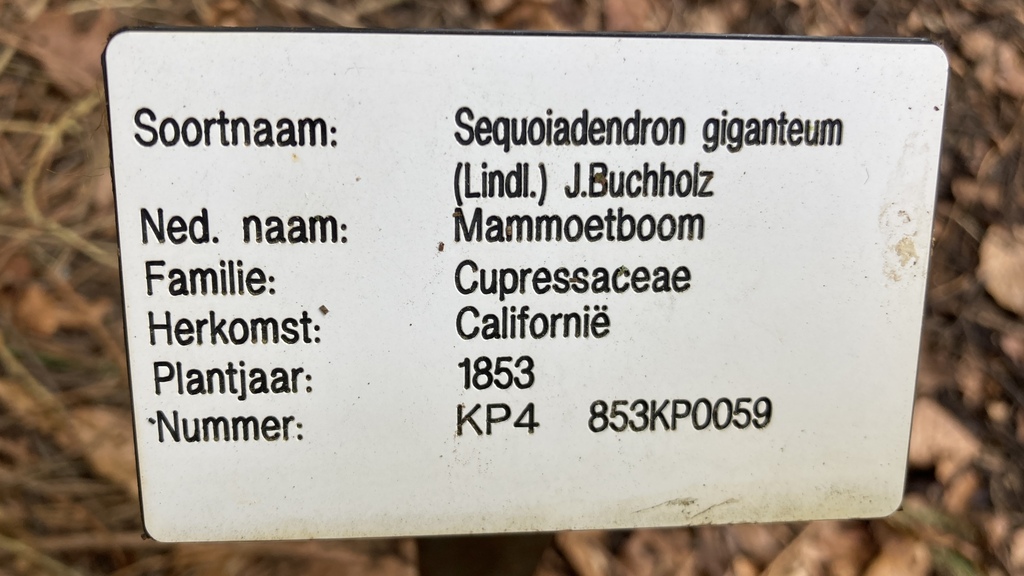 Soortnaam: Sequoiadendron giganteum
(Lindl.) J.Buchholz
Ned. naam: Mammoetboom
Familie: Cupressaceae
Herkomst: Californië
Plantjaar: 1853
Nummer: KP4 853KP0059